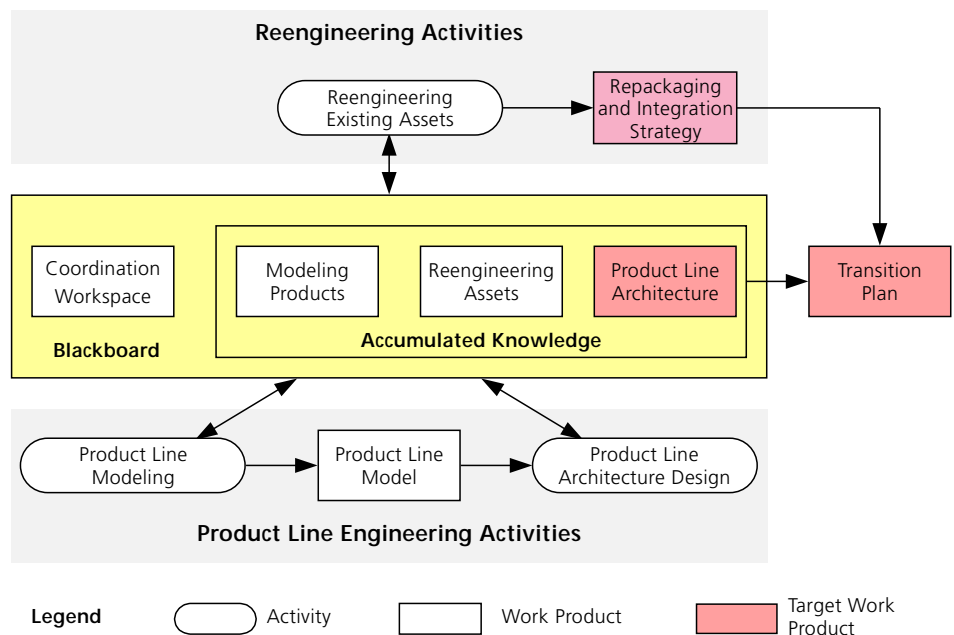 Reengineering Activities
Reengineering
Existing Assets
Repackaging
and Integration
Strategy
Coordination
Workspace
Modeling
Products
Reengineering
Assets
Product Line
Architecture
Transition
Plan
Accumulated Knowledge
Blackboard
Product Line
Modeling
Product Line
Model
Product Line
Architecture Design
Product Line Engineering Activities
Legend
Activity
Work Product
Target Work
Product